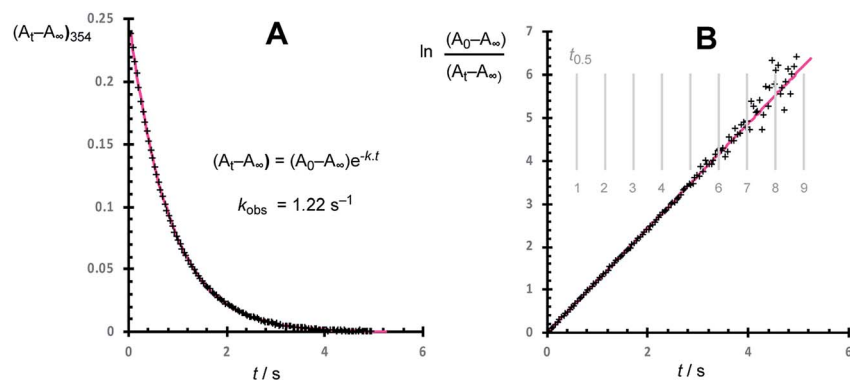 (Aₜ–A∞)₃₅₄
0.25
0.2
0.15
0.1
0.05
0
A
(Aₜ–A∞) = (A₀–A∞)e⁻ᵏ·ᵗ
kobs = 1.22 s⁻¹
0 2 4 6
t / s
ln (A₀–A∞)
(Aₜ–A∞)
7
6
5
4
3
2
1
0
B
t₀.₅
1 2 3 4 6 7 8 9
0 2 4 6
t / s